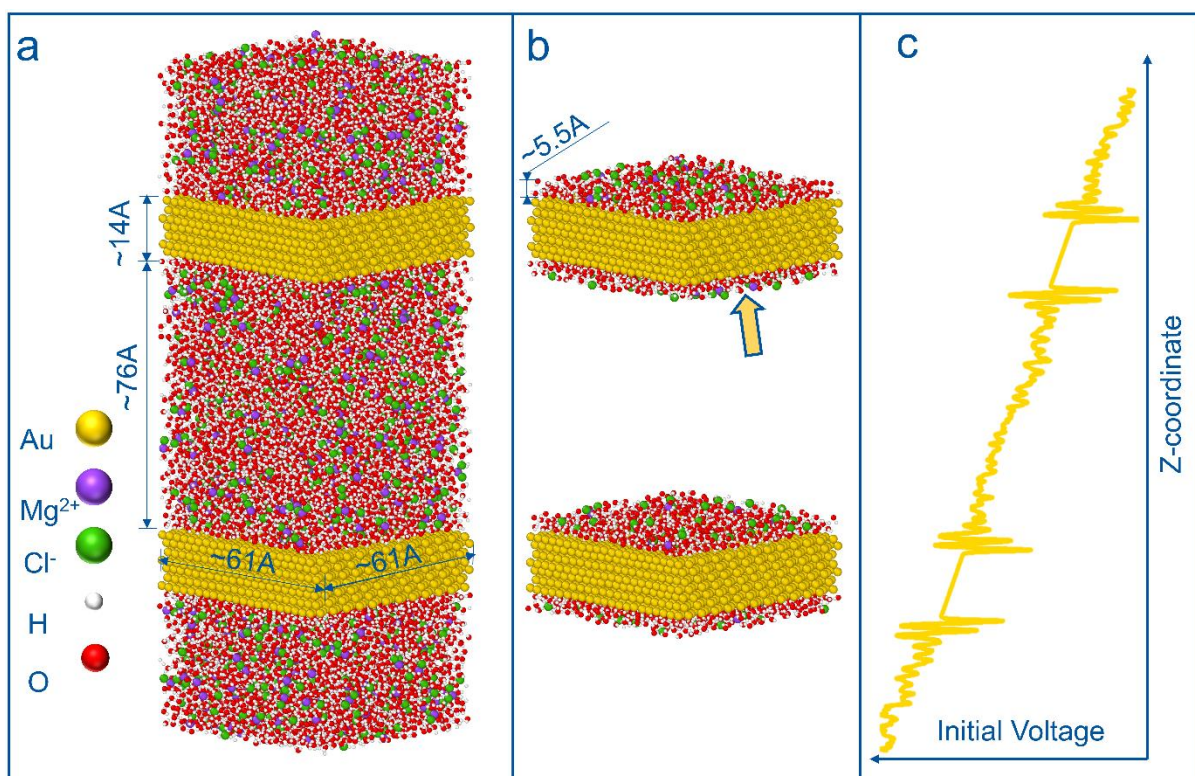 a
~14A
~76A
~61A
~61A
Au
Mg²⁺
Cl⁻
H
O
b
~5.5A
c
Z-coordinate
Initial Voltage